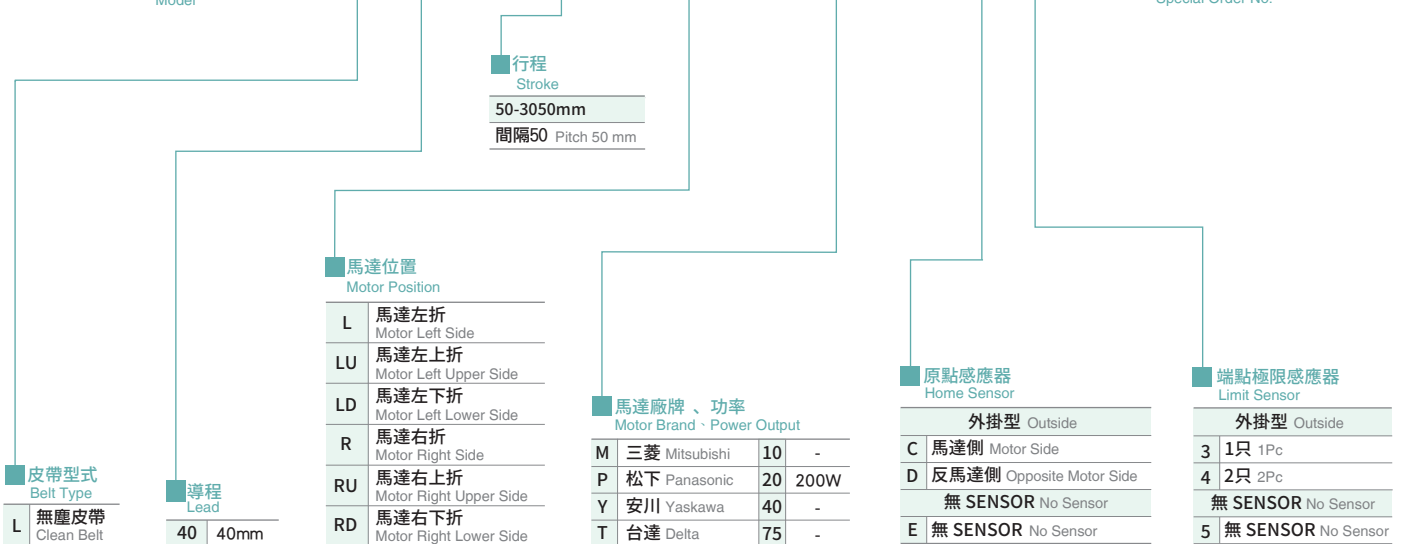 Model
Special Order No.
行程
Stroke
50-3050mm
間隔50 Pitch 50 mm
馬達位置
Motor Position
L 馬達左折
Motor Left Side
LU 馬達左上折
Motor Left Upper Side
LD 馬達左下折
Motor Left Lower Side
R 馬達右折
Motor Right Side
RU 馬達右上折
Motor Right Upper Side
RD 馬達右下折
Motor Right Lower Side
馬達廠牌 、功率
Motor Brand、Power Output
M 三菱 Mitsubishi 10 -
P 松下 Panasonic 20 200W
Y 安川 Yaskawa 40 -
T 台達 Delta 75 -
原點感應器
Home Sensor
外掛型 Outside
C 馬達側 Motor Side
D 反馬達側 Opposite Motor Side
無 SENSOR No Sensor
E 無 SENSOR No Sensor
端點極限感應器
Limit Sensor
外掛型 Outside
3 1只 1Pc
4 2只 2Pc
無 SENSOR No Sensor
5 無 SENSOR No Sensor
皮帶型式
Belt Type
L 無塵皮帶
Clean Belt
導程
Lead
40 40mm